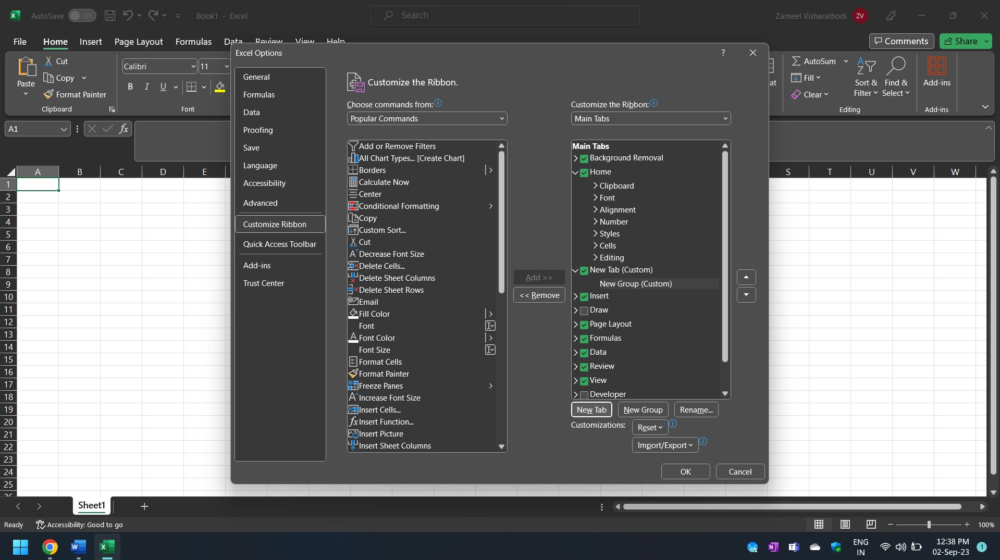 AutoSave Off
Book1 - Excel
Search
Zameel Visharathodi ZV
File Home Insert Page Layout Formulas Data Review View Help
Comments Share
Paste
Cut
Copy
Format Painter
Clipboard
Calibri 11
B I U
Font
AutoSum
Fill
Clear
Sort & Filter
Find & Select
Editing
Add-ins
Add-ins
A1
fx
A B C D E S T U V W
1
2
3
4
5
6
7
8
9
10
11
12
13
14
15
16
17
18
19
20
21
22
23
24
25
Excel Options ?
General
Formulas
Data
Proofing
Save
Language
Accessibility
Advanced
Customize Ribbon
Quick Access Toolbar
Add-ins
Trust Center
Customize the Ribbon.
Choose commands from:
Popular Commands
Add or Remove Filters
All Chart Types... [Create Chart]
Borders
Calculate Now
Center
Conditional Formatting
Copy
Custom Sort...
Cut
Decrease Font Size
Delete Cells...
Delete Sheet Columns
Delete Sheet Rows
Email
Fill Color
Font
Font Color
Font Size
Format Cells
Format Painter
Freeze Panes
Increase Font Size
Insert Cells...
Insert Function...
Insert Picture
Insert Sheet Columns
Add >>
<< Remove
Customize the Ribbon:
Main Tabs
Main Tabs
Background Removal
Home
Clipboard
Font
Alignment
Number
Styles
Cells
Editing
New Tab (Custom)
New Group (Custom)
Insert
Draw
Page Layout
Formulas
Data
Review
View
Developer
New Tab New Group Rename...
Customizations: Reset
Import/Export
OK Cancel
Sheet1
Ready Accessibility: Good to go
100%
ENG
IN
12:38 PM
02-Sep-23
1